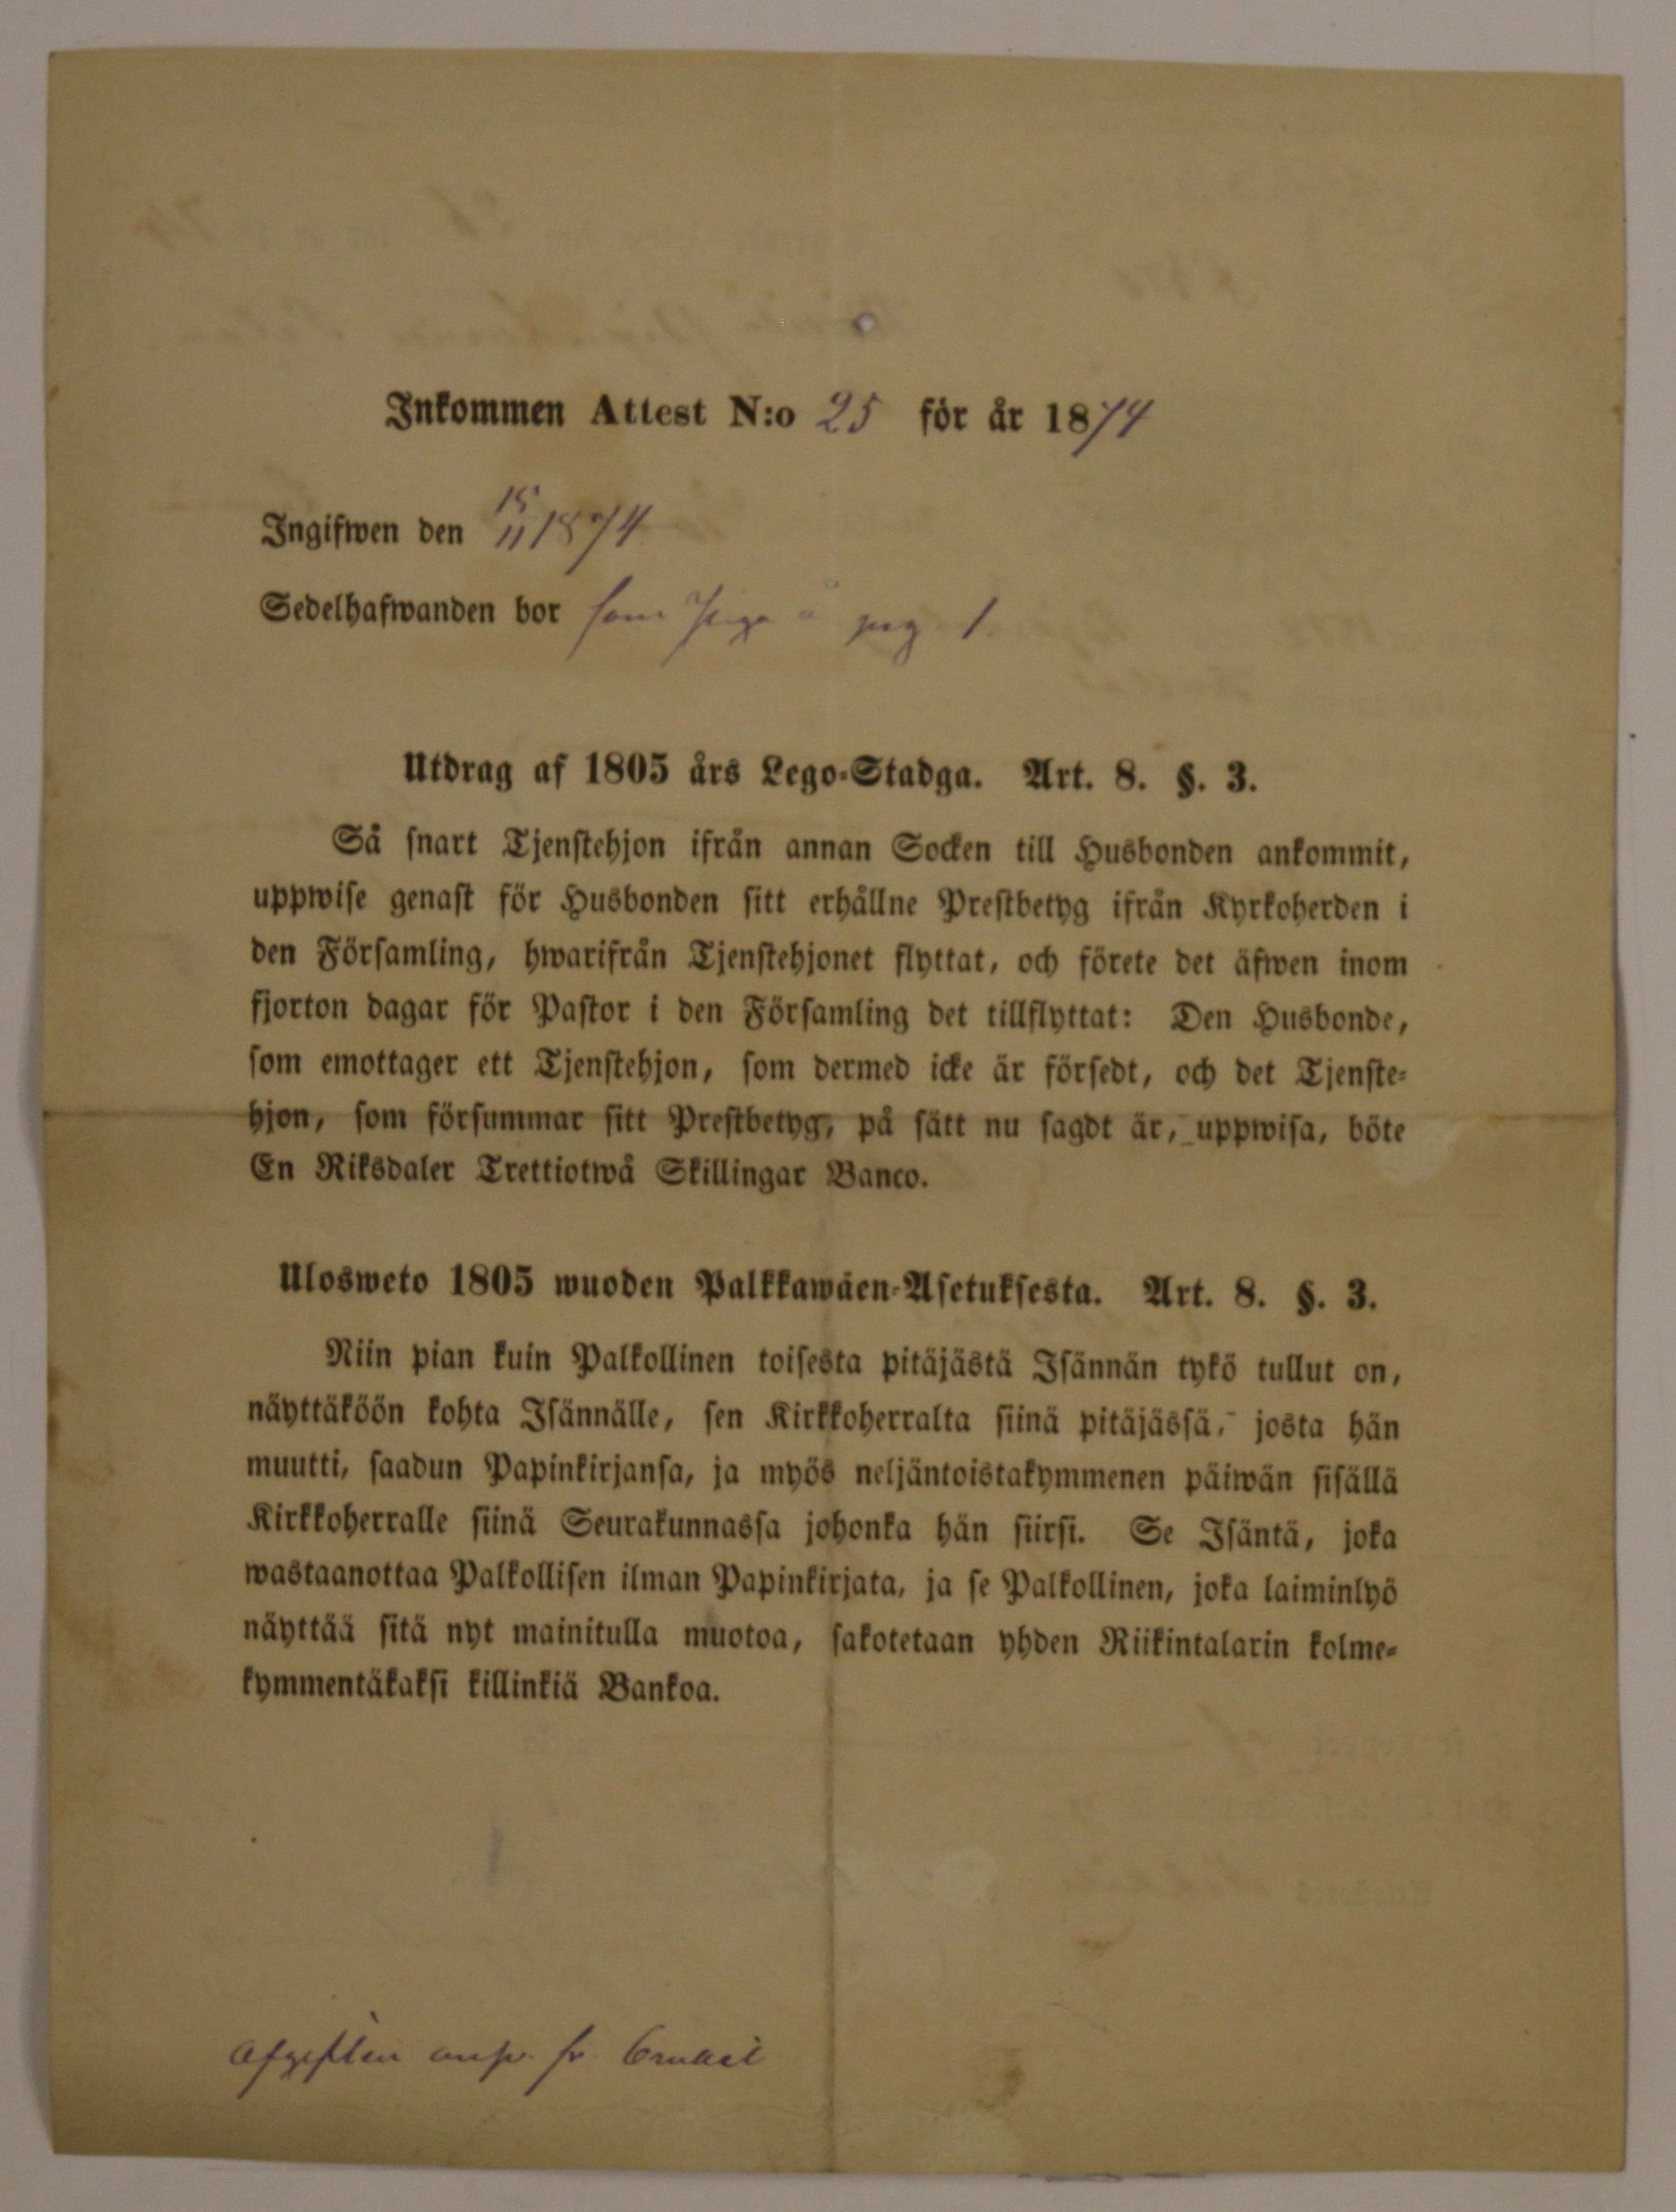 Inkommen Attest N:o 25 för år 1874
Ingifwen den 15/11 1874
Sedelhafwanden bor som piga å pag 1.
Utdrag af 1805 års Lego-Stadga. Art. 8. §. 3.
Så snart Tjenstehjon ifrån annan Socken till Husbonden ankommit,
uppwise genast för Husbonden sitt erhållne Prestbetyg ifrån Kyrkoherden i
den Församling, hwarifrån Tjenstehjonet flyttat, och förete det äfwen inom
fjorton dagar för Pastor i den Församling det tillflyttat: Den Husbonde,
som emottager ett Tjenstehjon, som dermed icke är försedt, och det Tjenste-
hjon, som försummar sitt Prestbetyg, på sätt nu sagdt är, uppwisa, böte
En Riksdaler Trettiotwå Skillingar Banco.
Ulosweto 1805 wuoden Palkkawäen-Asetuksesta. Art. 8. §. 3.
Niin pian kuin Palkollinen toisesta pitäjästä Isännän tykö tullut on,
näyttäköön kohta Isännälle, sen Kirkkoherralta siinä pitäjässä, josta hän
muutti, saadun Papinkirjansa, ja myös neljäntoistakymmenen päiwän sisällä
Kirkkoherralle siinä Seurakunnassa johonka hän siirsi. Se Isäntä, joka
wastaanottaa Palkollisen ilman Papinkirjata, ja se Palkollinen, joka laiminlyö
näyttää sitä nyt mainitulla muotoa, sakotetaan yhden Riikintalarin kolme-
kymmentäkaksi killinkiä Bankoa.
Afgiften